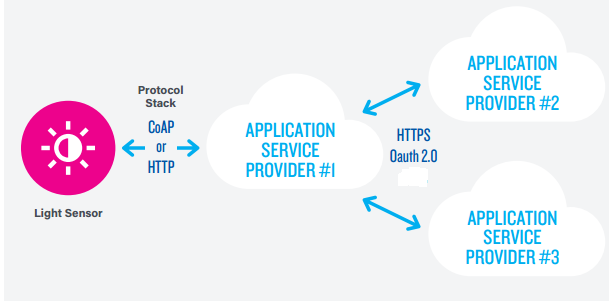 Protocol
Stack
CoAP
or
HTTP
Light Sensor
APPLICATION
SERVICE
PROVIDER #1
HTTPS
Oauth 2.0
APPLICATION
SERVICE
PROVIDER #2
APPLICATION
SERVICE
PROVIDER #3